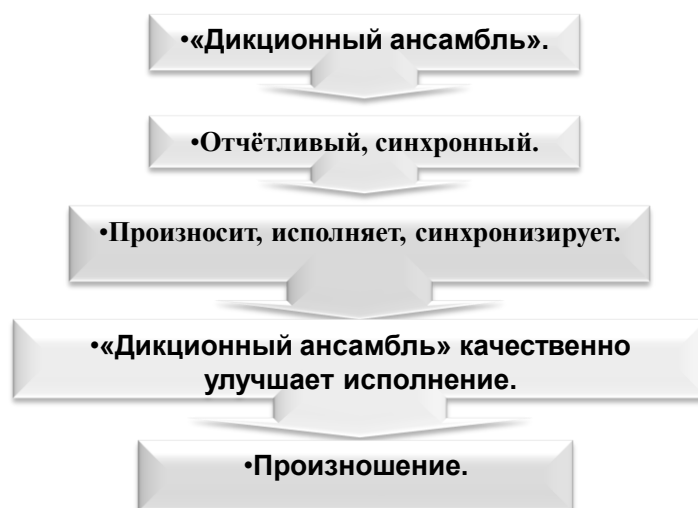 •«Дикционный ансамбль».
•Отчётливый, синхронный.
•Произносит, исполняет, синхронизирует.
•«Дикционный ансамбль» качественно
улучшает исполнение.
•Произношение.